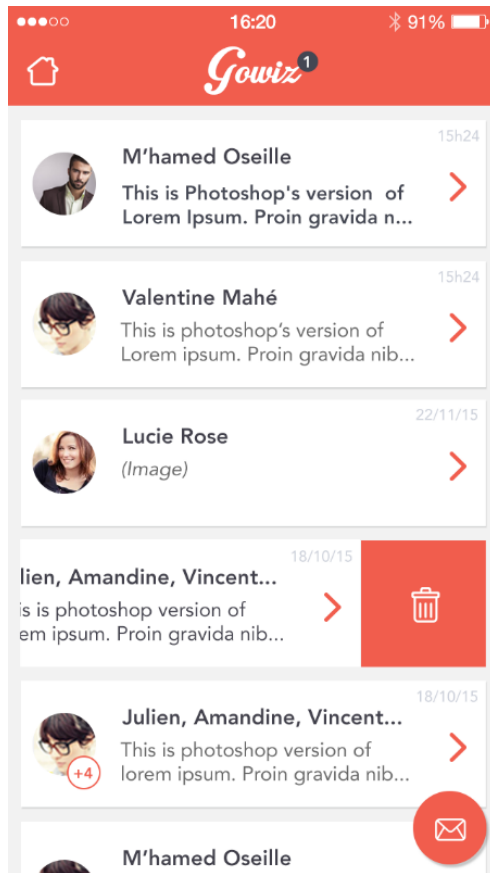 16:20 91%
Gowiz 1
15h24
M'hamed Oseille
This is Photoshop's version of
Lorem Ipsum. Proin gravida n...
15h24
Valentine Mahé
This is photoshop's version of
Lorem ipsum. Proin gravida nib...
22/11/15
Lucie Rose
(Image)
18/10/15
lien, Amandine, Vincent...
is is photoshop version of
em ipsum. Proin gravida nib...
18/10/15
Julien, Amandine, Vincent...
This is photoshop version of
lorem ipsum. Proin gravida nib...
+4
M'hamed Oseille